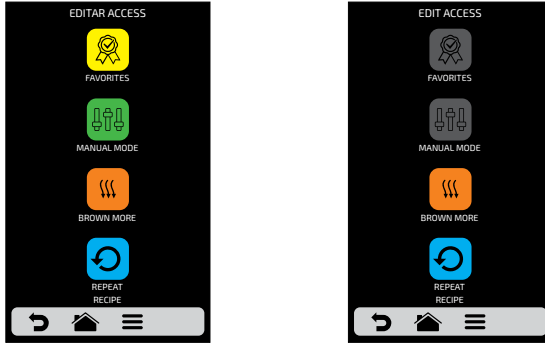 EDITAR ACCESS
FAVORITES
MANUAL MODE
BROWN MORE
REPEAT
RECIPE
EDIT ACCESS
FAVORITES
MANUAL MODE
BROWN MORE
REPEAT
RECIPE